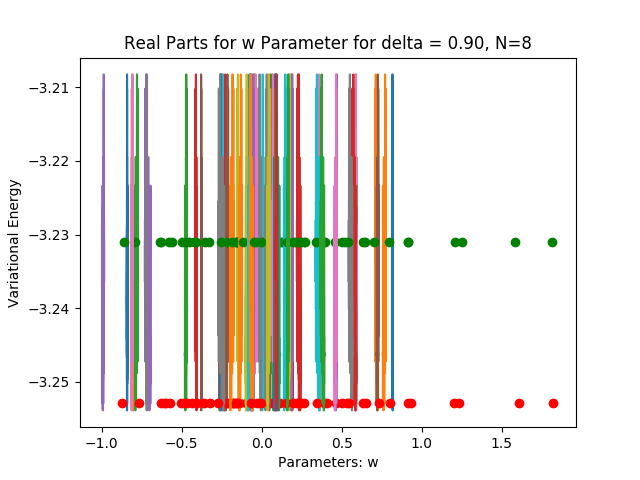 Real Parts for w Parameter for delta = 0.90, N=8
Variational Energy
−3.21
−3.22
−3.23
−3.24
−3.25
−1.0 −0.5 0.0 0.5 1.0 1.5
Parameters: w